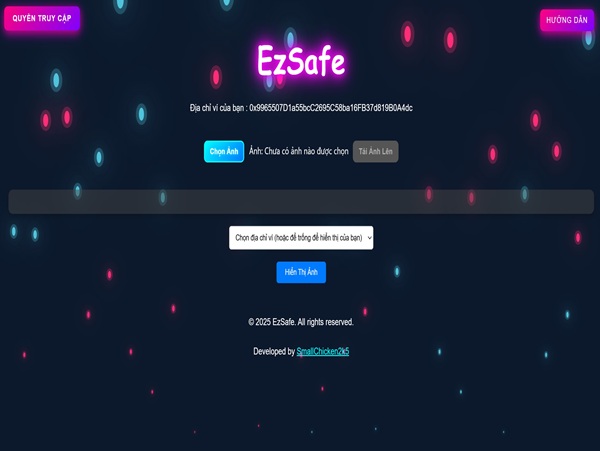 QUYỀN TRUY CẬP
HƯỚNG DẪN
EzSafe
Địa chỉ ví của bạn : 0x9965507D1a55bcC2695C58ba16FB37d819B0A4dc
Chọn Ảnh Ảnh: Chưa có ảnh nào được chọn Tải Ảnh Lên
Chọn địa chỉ ví (hoặc để trống để hiển thị của bạn)
Hiển Thị Ảnh
© 2025 EzSafe. All rights reserved.
Developed by SmallChicken2k5